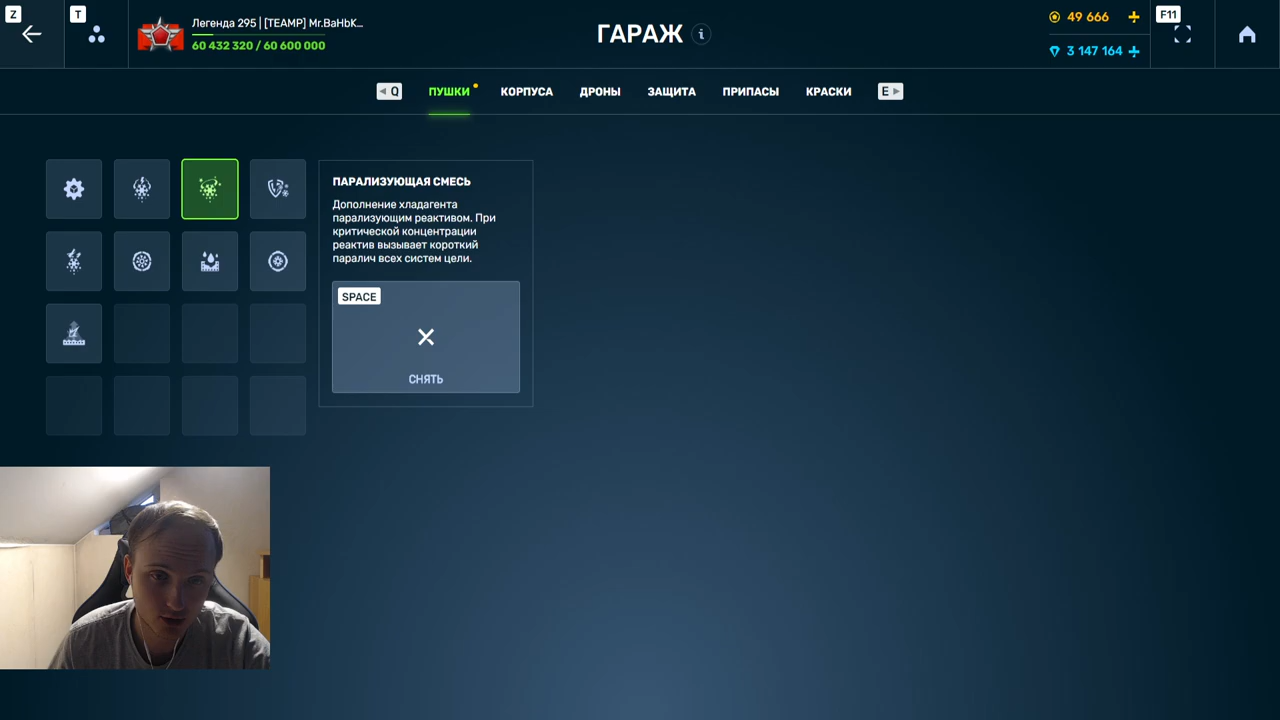 Z
T
Легенда 295 | [TEAMP] Mr.BaHbK...
60 432 320 / 60 600 000
ГАРАЖ
i
49 666
3 147 164
F11
Q
ПУШКИ
КОРПУСА
ДРОНЫ
ЗАЩИТА
ПРИПАСЫ
КРАСКИ
E
ПАРАЛИЗУЮЩАЯ СМЕСЬ
Дополнение хладагента
парализующим реактивом. При
критической концентрации
реактив вызывает короткий
паралич всех систем цели.
SPACE
СНЯТЬ